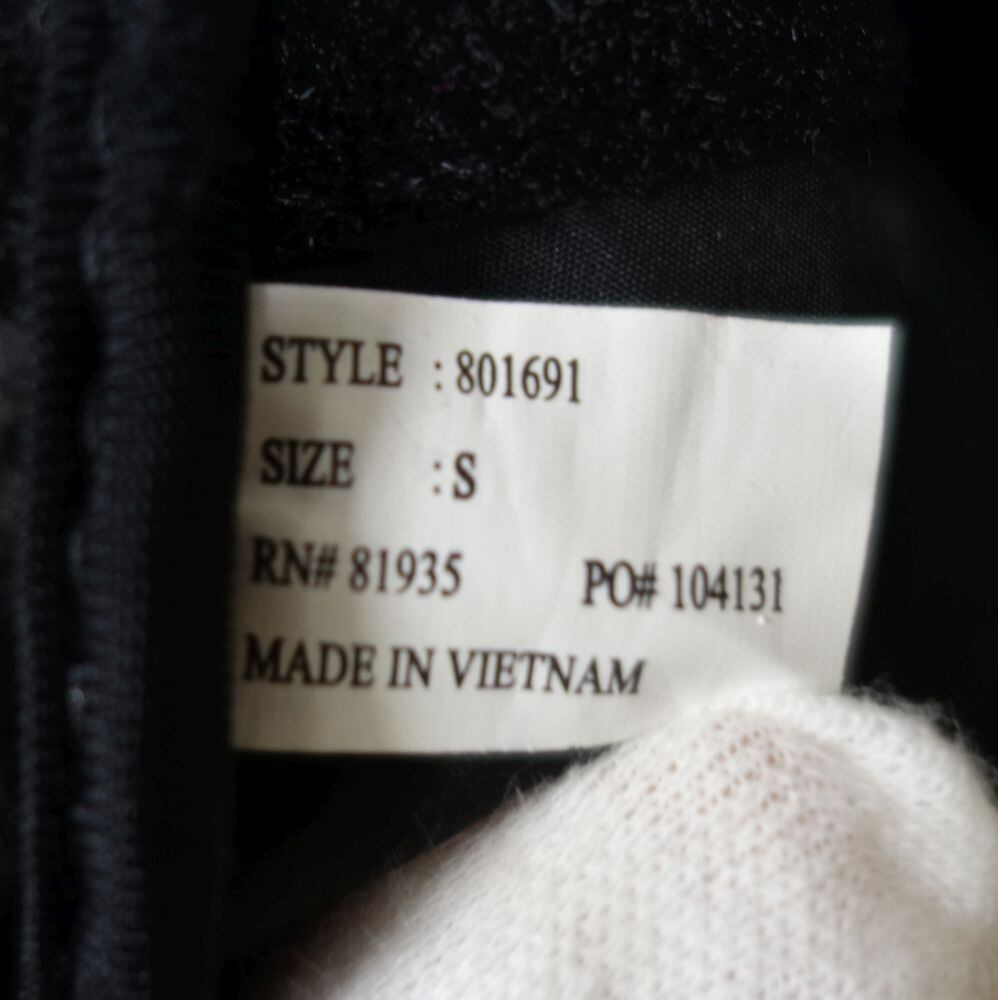 STYLE : 801691
SIZE : S
RN# 81935 PO# 104131
MADE IN VIETNAM